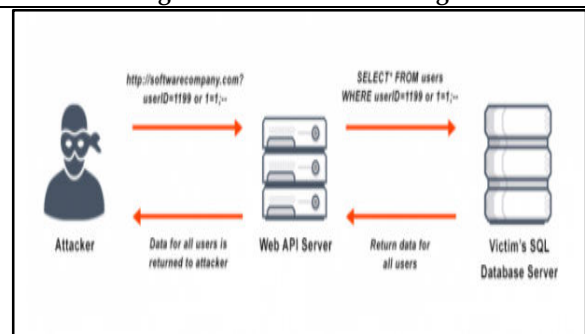 http://softwarecompany.com?
userID=1199 or 1=1;--
SELECT* FROM users
WHERE userID=1199 or 1=1;--
Attacker
Data for all users is
returned to attacker
Web API Server
Return data for
all users
Victim's SQL
Database Server